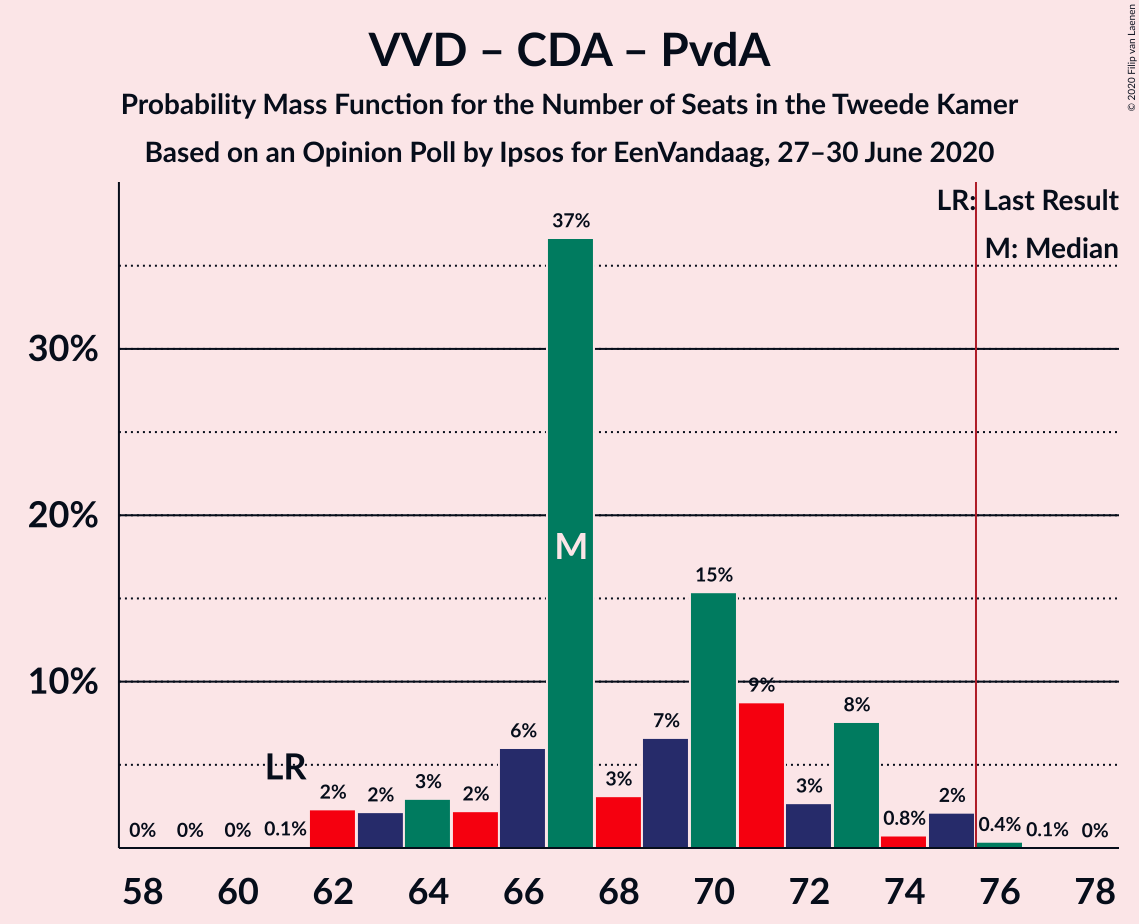 VVD – CDA – PvdA
Probability Mass Function for the Number of Seats in the Tweede Kamer
Based on an Opinion Poll by Ipsos for EenVandaag, 27–30 June 2020
© 2020 Filip van Laenen
LR: Last Result
M: Median
30%
20%
10%
0%
0%
0%
0.1%
2%
2%
3%
2%
6%
37%
3%
7%
15%
9%
3%
8%
0.8%
2%
0.4%
0.1%
0%
LR
M
58 60 62 64 66 68 70 72 74 76 78